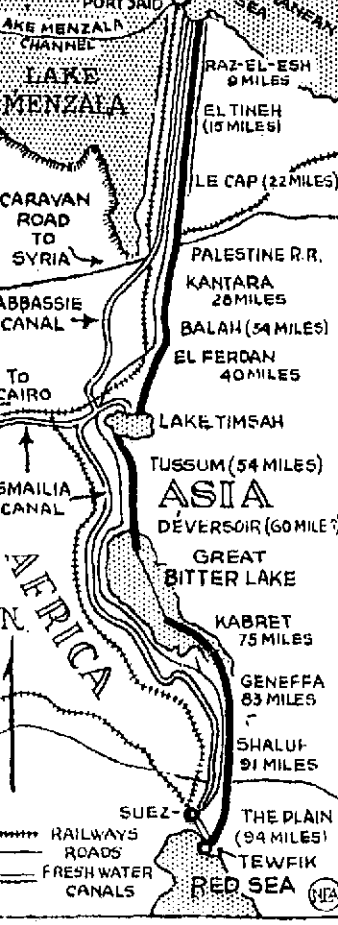 PORT SAID
SEA
LAKE MENZALA
CHANNEL
LAKE
MENZALA
RAZ-EL-ESH
9 MILES
EL TINEH
(15 MILES)
LE CAP (22 MILES)
CARAVAN
ROAD
TO
SYRIA
PALESTINE R.R.
KANTARA
28 MILES
ABBASSIE
CANAL
BALAH (34 MILES)
EL FERDAN
40 MILES
TO
CAIRO
LAKE TIMSAH
TUSSUM (54 MILES)
ISMAILIA
CANAL
ASIA
DEVERSOIR (60 MILE
GREAT
BITTER LAKE
AFRICA
N.
KABRET
75 MILES
GENEFFA
83 MILES
SHALUF
91 MILES
SUEZ
THE PLAIN
(94 MILES)
TEWFIK
RED SEA
RAILWAYS
ROADS
FRESH WATER
CANALS